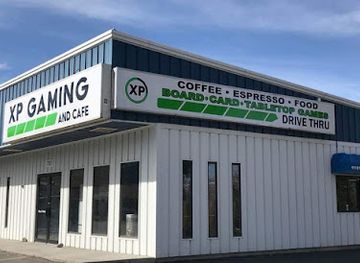 XP GAMING
AND CAFE
XP
COFFEE • ESPRESSO • FOOD
BOARD • CARD • TABLETOP GAMES
DRIVE THRU